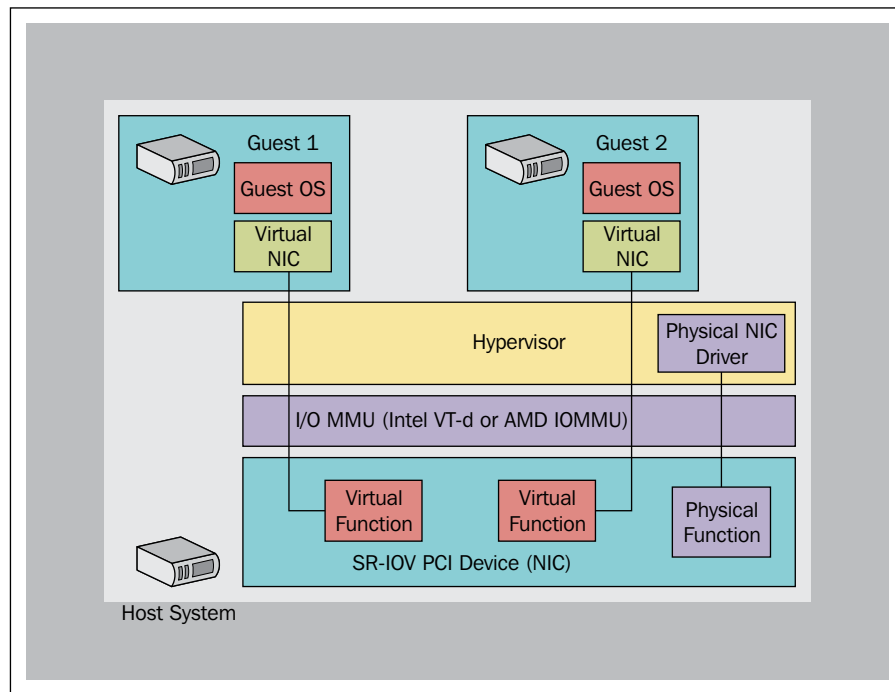 Guest 1
Guest OS
Virtual
NIC
Guest 2
Guest OS
Virtual
NIC
Hypervisor
Physical NIC
Driver
I/O MMU (Intel VT-d or AMD IOMMU)
Virtual
Function
Virtual
Function
Physical
Function
SR-IOV PCI Device (NIC)
Host System